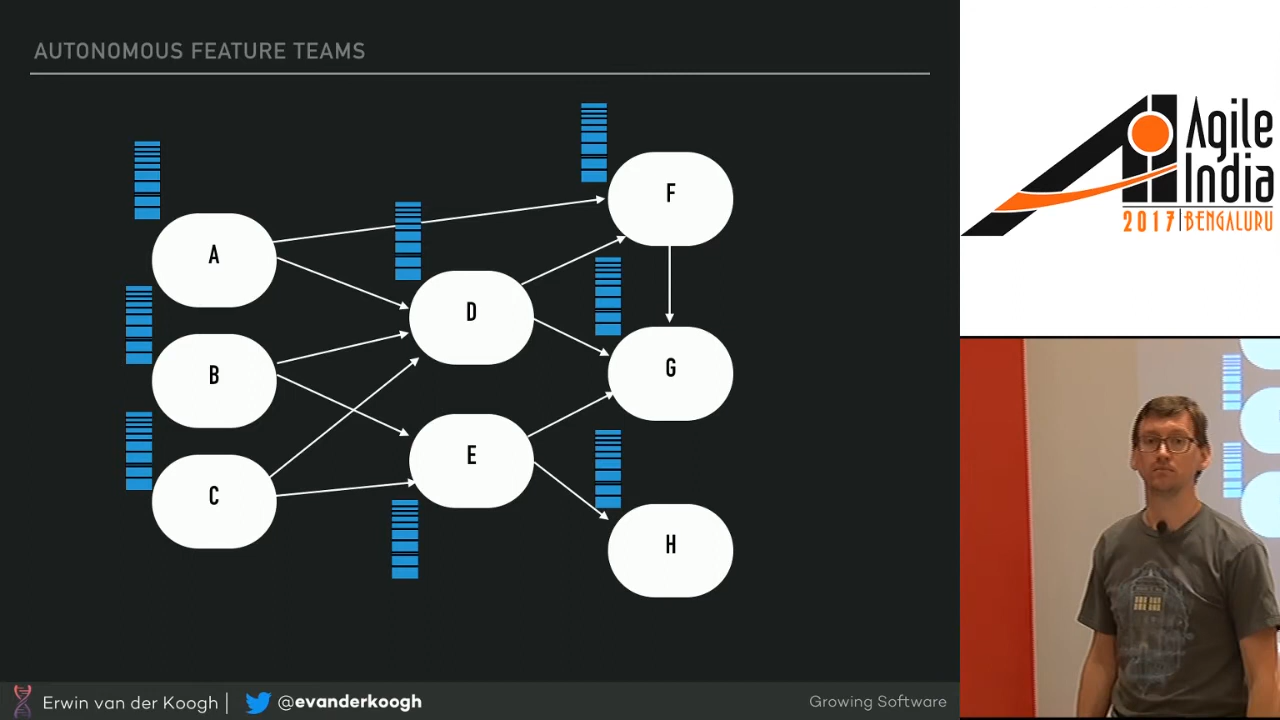 AUTONOMOUS FEATURE TEAMS
F
A
D
G
B
E
C
H
Erwin van der Koogh |
@evanderkoogh
Growing Software
Agile
India
2017 | BENGALURU